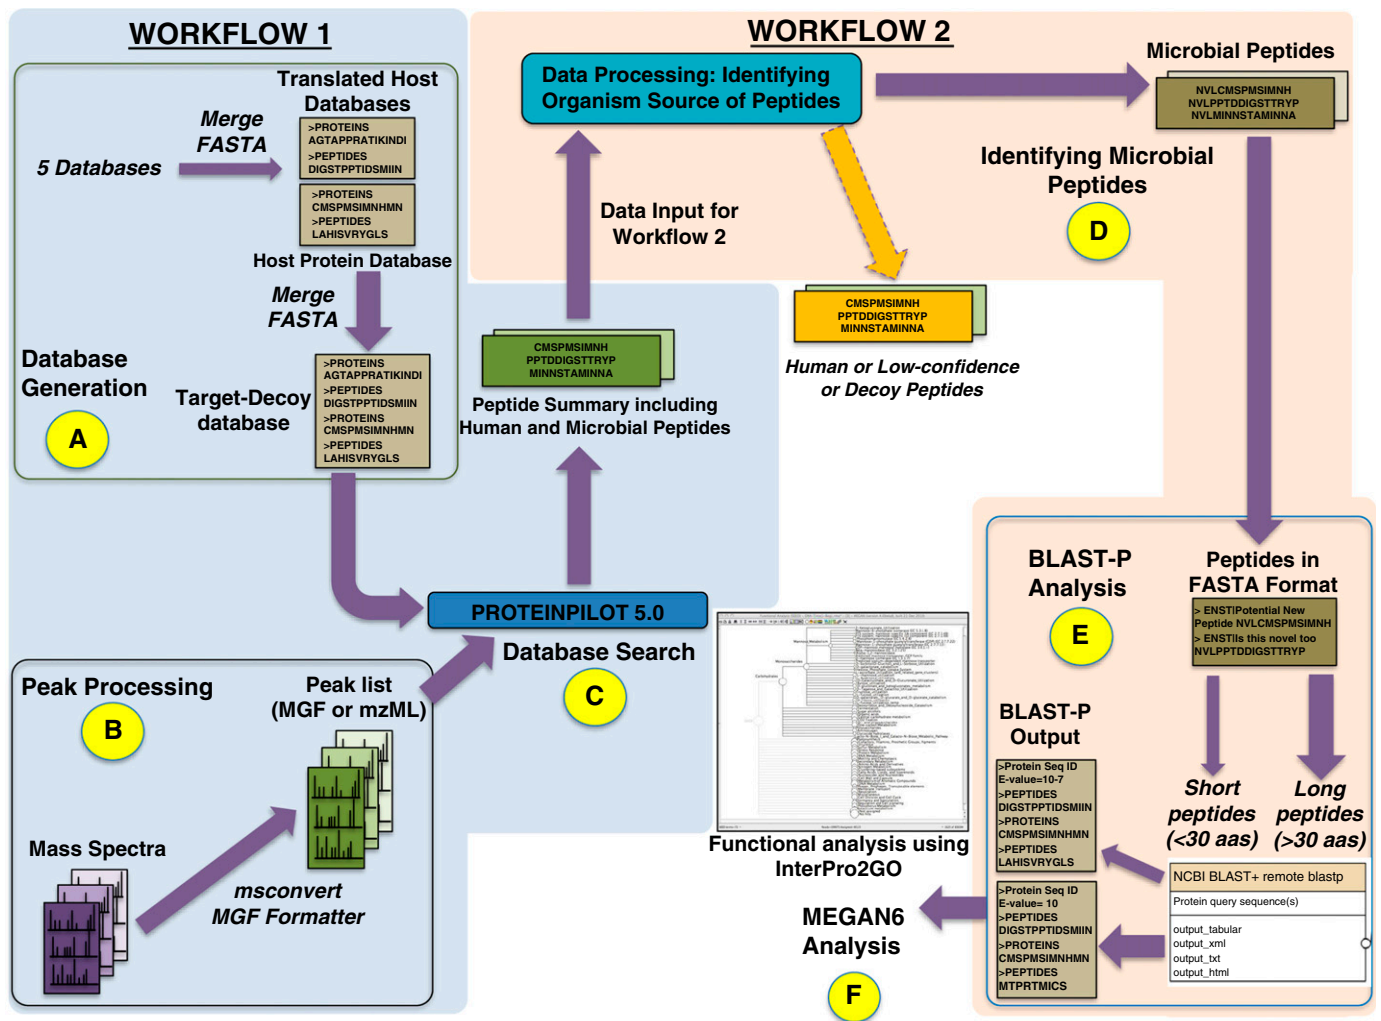 WORKFLOW 1
Translated Host
Databases
Merge
FASTA
5 Databases
>PROTEINS
AGTAPPRATIKINDI
>PEPTIDES
DIGSTPPTIDSMIIN
>PROTEINS
CMSPMSIMNHMN
>PEPTIDES
LAHISVRYGLS
Host Protein Database
Merge
FASTA
Database
Generation
A
Target-Decoy
database
>PROTEINS
AGTAPPRATIKINDI
>PEPTIDES
DIGSTPPTIDSMIIN
>PROTEINS
CMSPMSIMNHMN
>PEPTIDES
LAHISVRYGLS
Peak Processing
B
Peak list
(MGF or mzML)
Mass Spectra
msconvert
MGF Formatter
PROTEINPILOT 5.0
Database Search
C
CMSPMSIMNH
PPTDDIGSTTRYP
MINNSTAMINNA
Peptide Summary including
Human and Microbial Peptides
Data Input for
Workflow 2
WORKFLOW 2
Data Processing: Identifying
Organism Source of Peptides
Microbial Peptides
NVLCMSPMSIMNH
NVLPPTDDIGSTTRYP
NVLMINNSTAMINNA
Identifying Microbial
Peptides
D
CMSPMSIMNH
PPTDDIGSTTRYP
MINNSTAMINNA
Human or Low-confidence
or Decoy Peptides
BLAST-P
Analysis
E
Peptides in
FASTA Format
> ENSTIPotential New
Peptide NVLCMSPMSIMNH
> ENSTIIs this novel too
NVLPPTDDIGSTTRYP
Short
peptides
(<30 aas)
Long
peptides
(>30 aas)
BLAST-P
Output
>Protein Seq ID
E-value=10-7
>PEPTIDES
DIGSTPPTIDSMIIN
>PROTEINS
CMSPMSIMNHMN
>PEPTIDES
LAHISVRYGLS
>Protein Seq ID
E-value= 10
>PEPTIDES
DIGSTPPTIDSMIIN
>PROTEINS
CMSPMSIMNHMN
>PEPTIDES
MTPRTMICS
NCBI BLAST+ remote blastp
Protein query sequence(s)
output_tabular
output_xml
output_txt
output_html
Functional analysis using
InterPro2GO
MEGAN6
Analysis
F